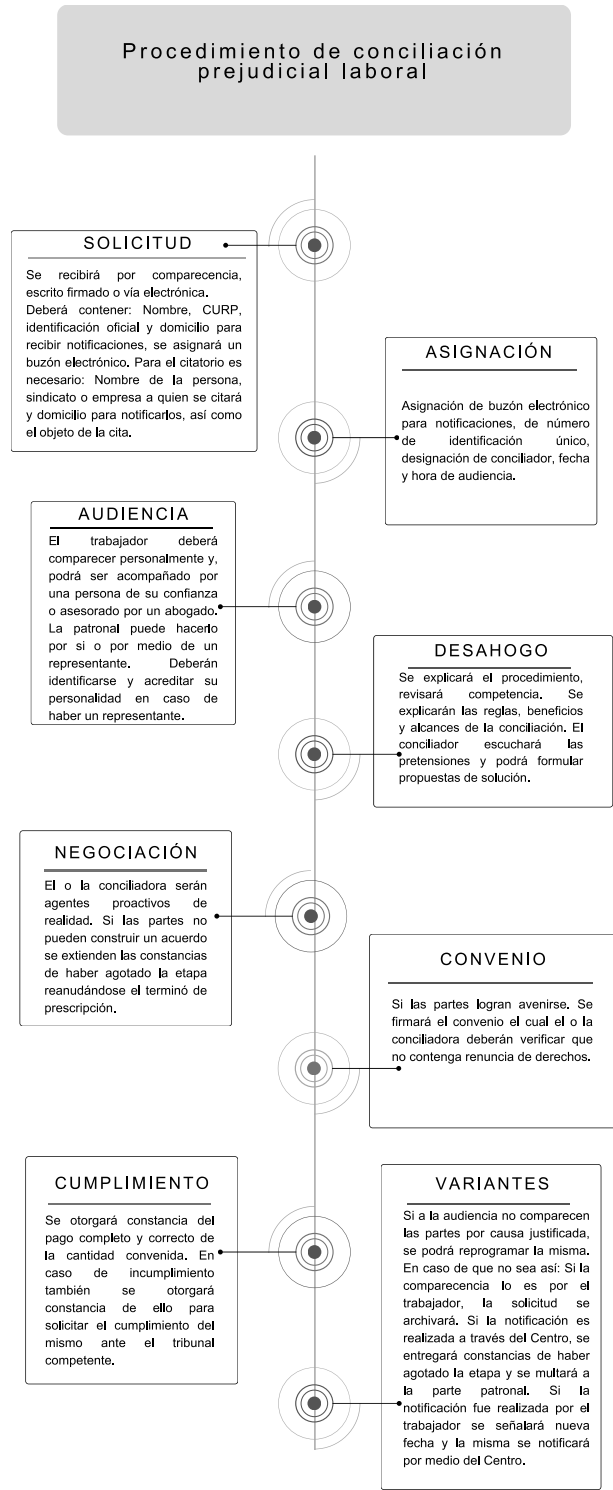 Procedimiento de conciliación
prejudicial laboral
SOLICITUD
Se recibirá por comparecencia,
escrito firmado o vía electrónica.
Deberá contener: Nombre, CURP,
identificación oficial y domicilio para
recibir notificaciones, se asignará un
buzón electrónico. Para el citatorio es
necesario: Nombre de la persona,
sindicato o empresa a quien se citará
y domicilio para notificarlos, así como
el objeto de la cita.
ASIGNACIÓN
Asignación de buzón electrónico
para notificaciones, de número
de identificación único,
designación de conciliador, fecha
y hora de audiencia.
AUDIENCIA
El trabajador deberá
comparecer personalmente y,
podrá ser acompañado por
una persona de su confianza
o asesorado por un abogado.
La patronal puede hacerlo
por si o por medio de un
representante. Deberán
identificarse y acreditar su
personalidad en caso de
haber un representante.
DESAHOGO
Se explicará el procedimiento,
revisará competencia. Se
explicarán las reglas, beneficios
y alcances de la conciliación. El
conciliador escuchará las
pretensiones y podrá formular
propuestas de solución.
NEGOCIACIÓN
El o la conciliadora serán
agentes proactivos de
realidad. Si las partes no
pueden construir un acuerdo
se extienden las constancias
de haber agotado la etapa
reanudándose el terminó de
prescripción.
CONVENIO
Si las partes logran avenirse. Se
firmará el convenio el cual el o la
conciliadora deberán verificar que
no contenga renuncia de derechos.
CUMPLIMIENTO
Se otorgará constancia del
pago completo y correcto de
la cantidad convenida. En
caso de incumplimiento
también se otorgará
constancia de ello para
solicitar el cumplimiento del
mismo ante el tribunal
competente.
VARIANTES
Si a la audiencia no comparecen
las partes por causa justificada,
se podrá reprogramar la misma.
En caso de que no sea así: Si la
comparecencia lo es por el
trabajador, la solicitud se
archivará. Si la notificación es
realizada a través del Centro, se
entregará constancias de haber
agotado la etapa y se multará a
la parte patronal. Si la
notificación fue realizada por el
trabajador se señalará nueva
fecha y la misma se notificará
por medio del Centro.